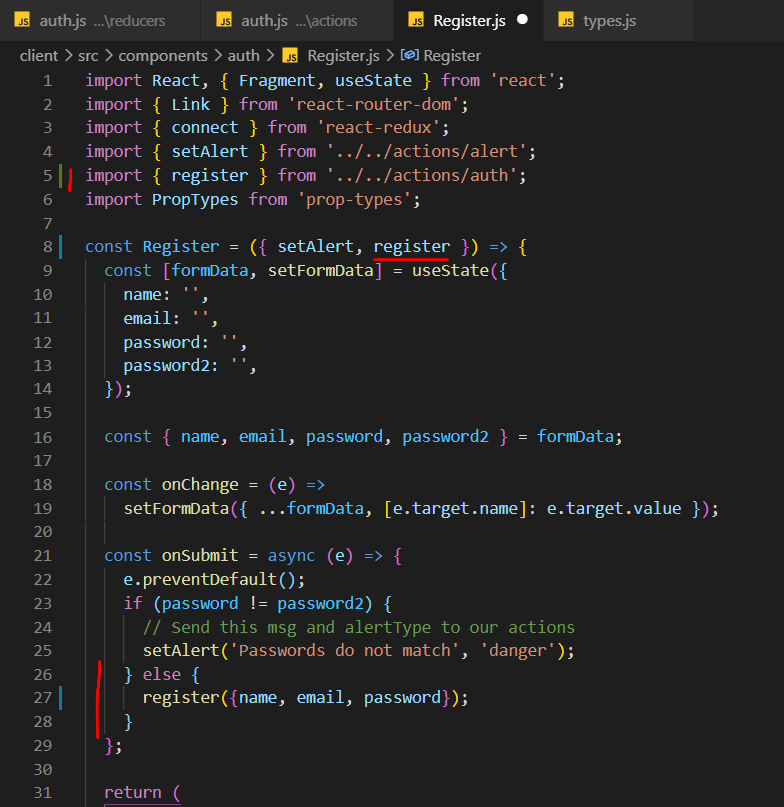 JS auth.js ...\reducers JS auth.js ...\actions JS Register.js ● JS types.js
client > src > components > auth > JS Register.js > Register
1 import React, { Fragment, useState } from 'react';
2 import { Link } from 'react-router-dom';
3 import { connect } from 'react-redux';
4 import { setAlert } from '../../actions/alert';
5 import { register } from '../../actions/auth';
6 import PropTypes from 'prop-types';
7
8 const Register = ({ setAlert, register }) => {
9   const [formData, setFormData] = useState({
10     name: '',
11     email: '',
12     password: '',
13     password2: '',
14   });
15
16   const { name, email, password, password2 } = formData;
17
18   const onChange = (e) =>
19     setFormData({ ...formData, [e.target.name]: e.target.value });
20
21   const onSubmit = async (e) => {
22     e.preventDefault();
23     if (password != password2) {
24       // Send this msg and alertType to our actions
25       setAlert('Passwords do not match', 'danger');
26     } else {
27       register({name, email, password});
28     }
29   };
30
31   return (